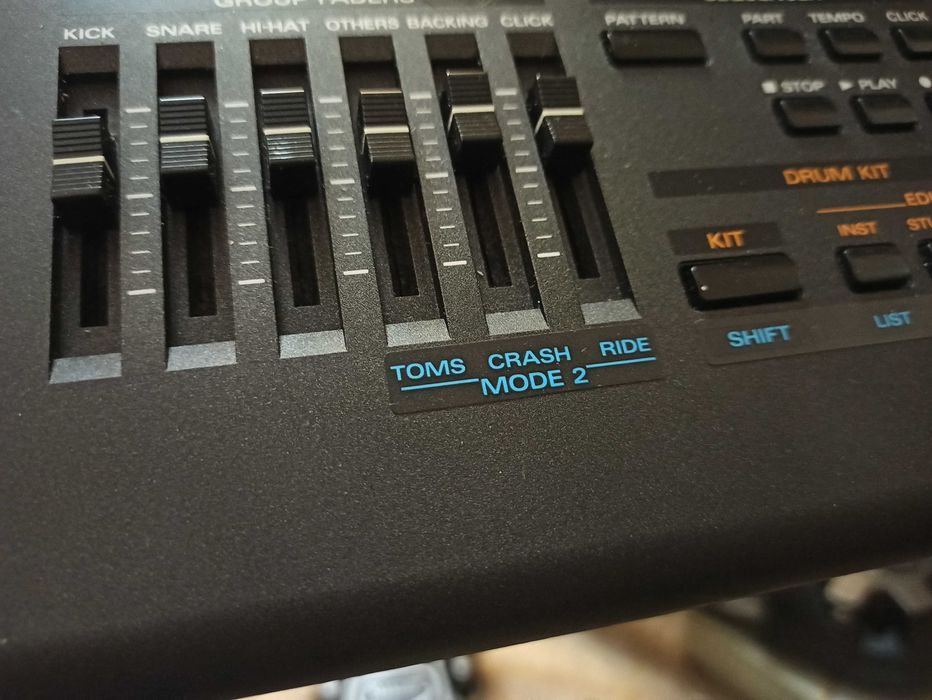 GROUP FADERS
KICK SNARE HI-HAT OTHERS BACKING CLICK
PATTERN PART TEMPO CLICK
STOP PLAY
DRUM KIT
KIT INST
SHIFT LIST
TOMS CRASH RIDE
MODE 2